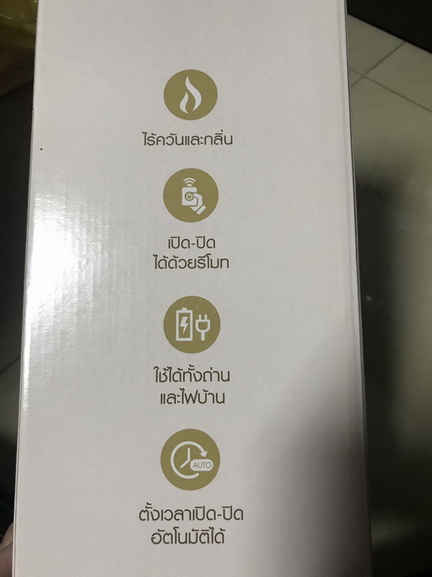 ไร้ควันและกลิ่น
เปิด-ปิด
ได้ด้วยรีโมท
ใช้ได้ทั้งถ่าน
และไฟบ้าน
AUTO
ตั้งเวลาเปิด-ปิด
อัตโนมัติได้